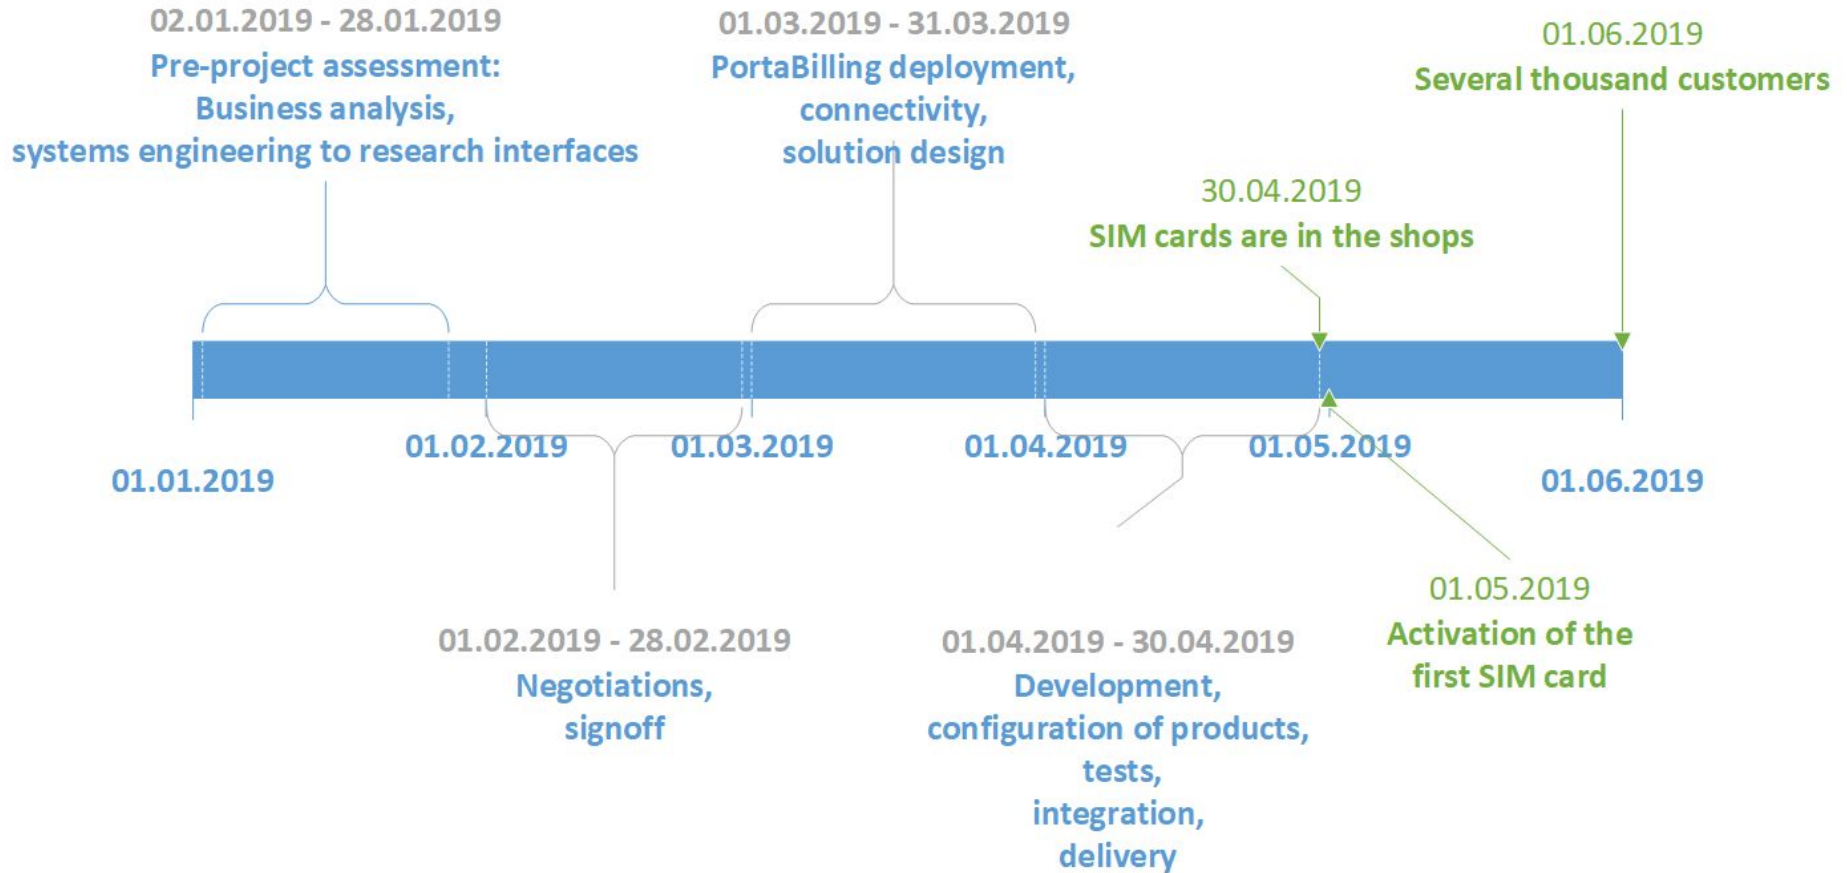 02.01.2019 - 28.01.2019
Pre-project assessment:
Business analysis,
systems engineering to research interfaces
01.03.2019 - 31.03.2019
PortaBilling deployment,
connectivity,
solution design
01.06.2019
Several thousand customers
30.04.2019
SIM cards are in the shops
01.01.2019
01.02.2019
01.03.2019
01.04.2019
01.05.2019
01.06.2019
01.02.2019 - 28.02.2019
Negotiations,
signoff
01.04.2019 - 30.04.2019
Development,
configuration of products,
tests,
integration,
delivery
01.05.2019
Activation of the
first SIM card